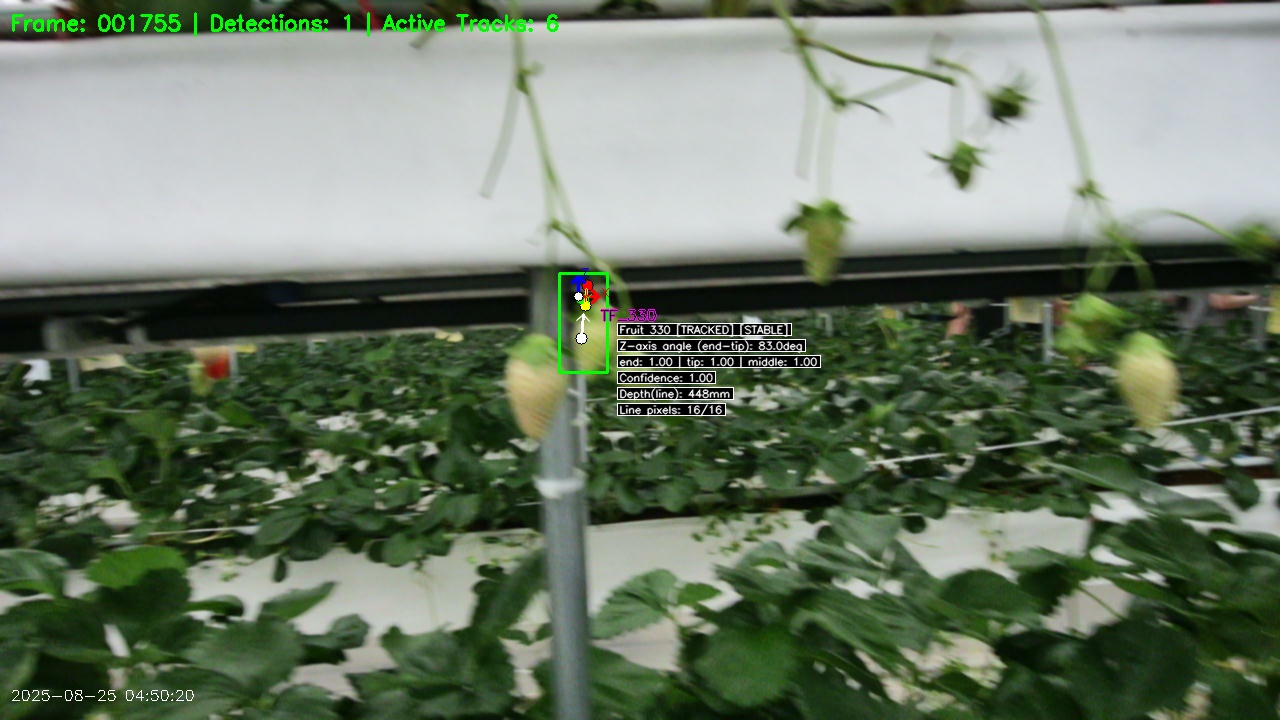 Frame: 001755 | Detections: 1 | Active Tracks: 6
TF_330
Fruit 330 [TRACKED] [STABLE]
Z-axis angle (end-tip): 83.0deg
end: 1.00 | tip: 1.00 | middle: 1.00
Confidence: 1.00
Depth(line): 448mm
Line pixels: 16/16
2025-08-25 04:50:20